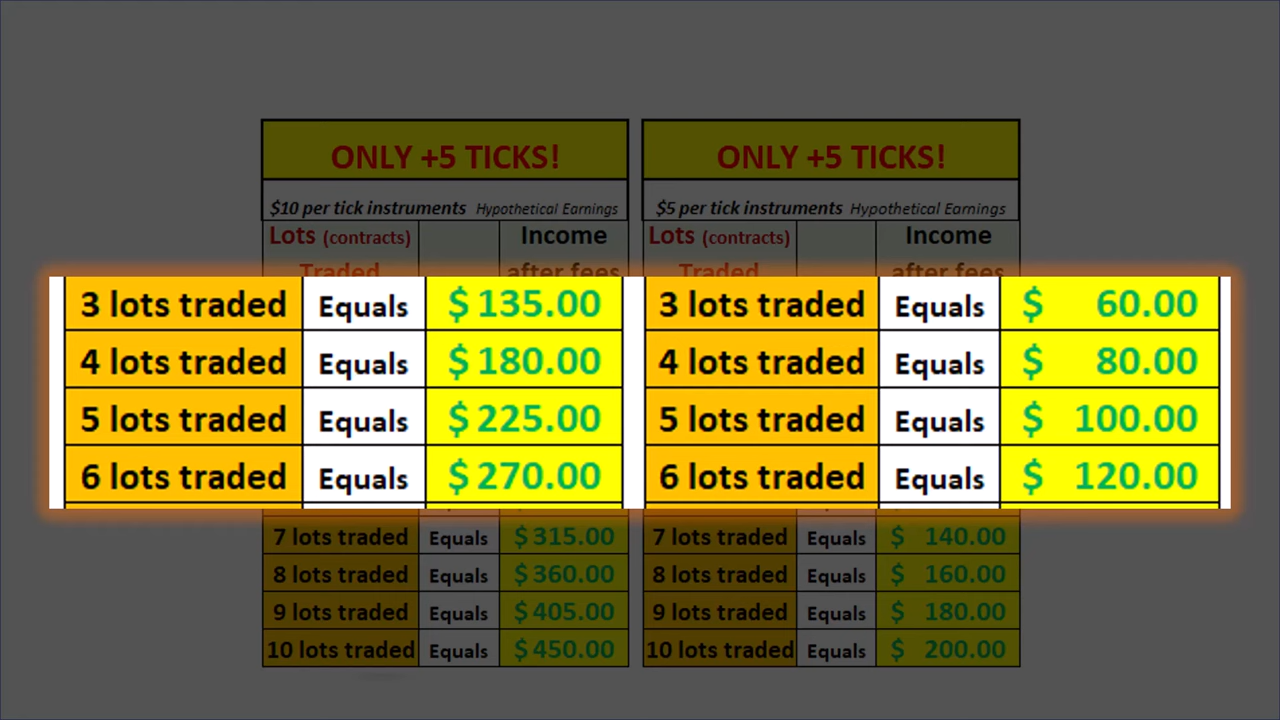 ONLY +5 TICKS! ONLY +5 TICKS!
$10 per tick instruments Hypothetical Earnings $5 per tick instruments Hypothetical Earnings
Lots (contracts) Income Lots (contracts) Income
Traded after fees Traded after fees
3 lots traded Equals $ 135.00 3 lots traded Equals $ 60.00
4 lots traded Equals $ 180.00 4 lots traded Equals $ 80.00
5 lots traded Equals $ 225.00 5 lots traded Equals $ 100.00
6 lots traded Equals $ 270.00 6 lots traded Equals $ 120.00
7 lots traded Equals $ 315.00 7 lots traded Equals $ 140.00
8 lots traded Equals $ 360.00 8 lots traded Equals $ 160.00
9 lots traded Equals $ 405.00 9 lots traded Equals $ 180.00
10 lots traded Equals $ 450.00 10 lots traded Equals $ 200.00